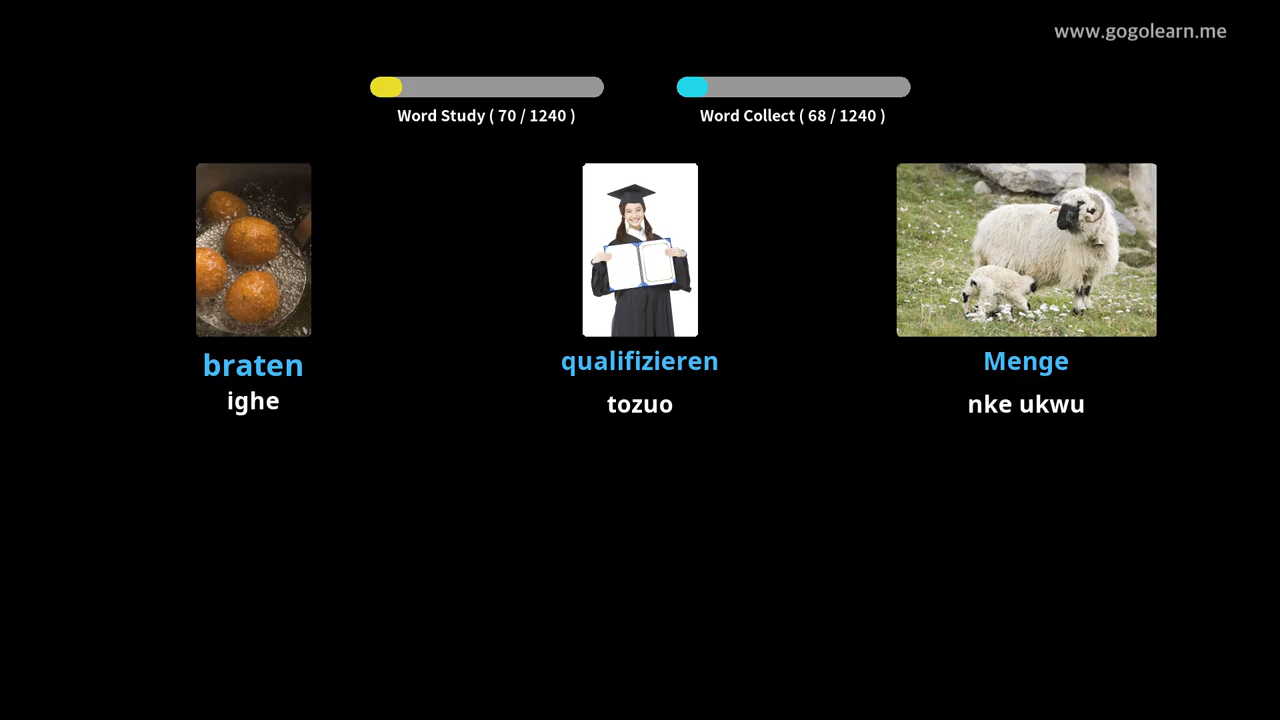 www.gogolearn.me
Word Study ( 70 / 1240 )
Word Collect ( 68 / 1240 )
braten
ighe
qualifizieren
tozuo
Menge
nke ukwu